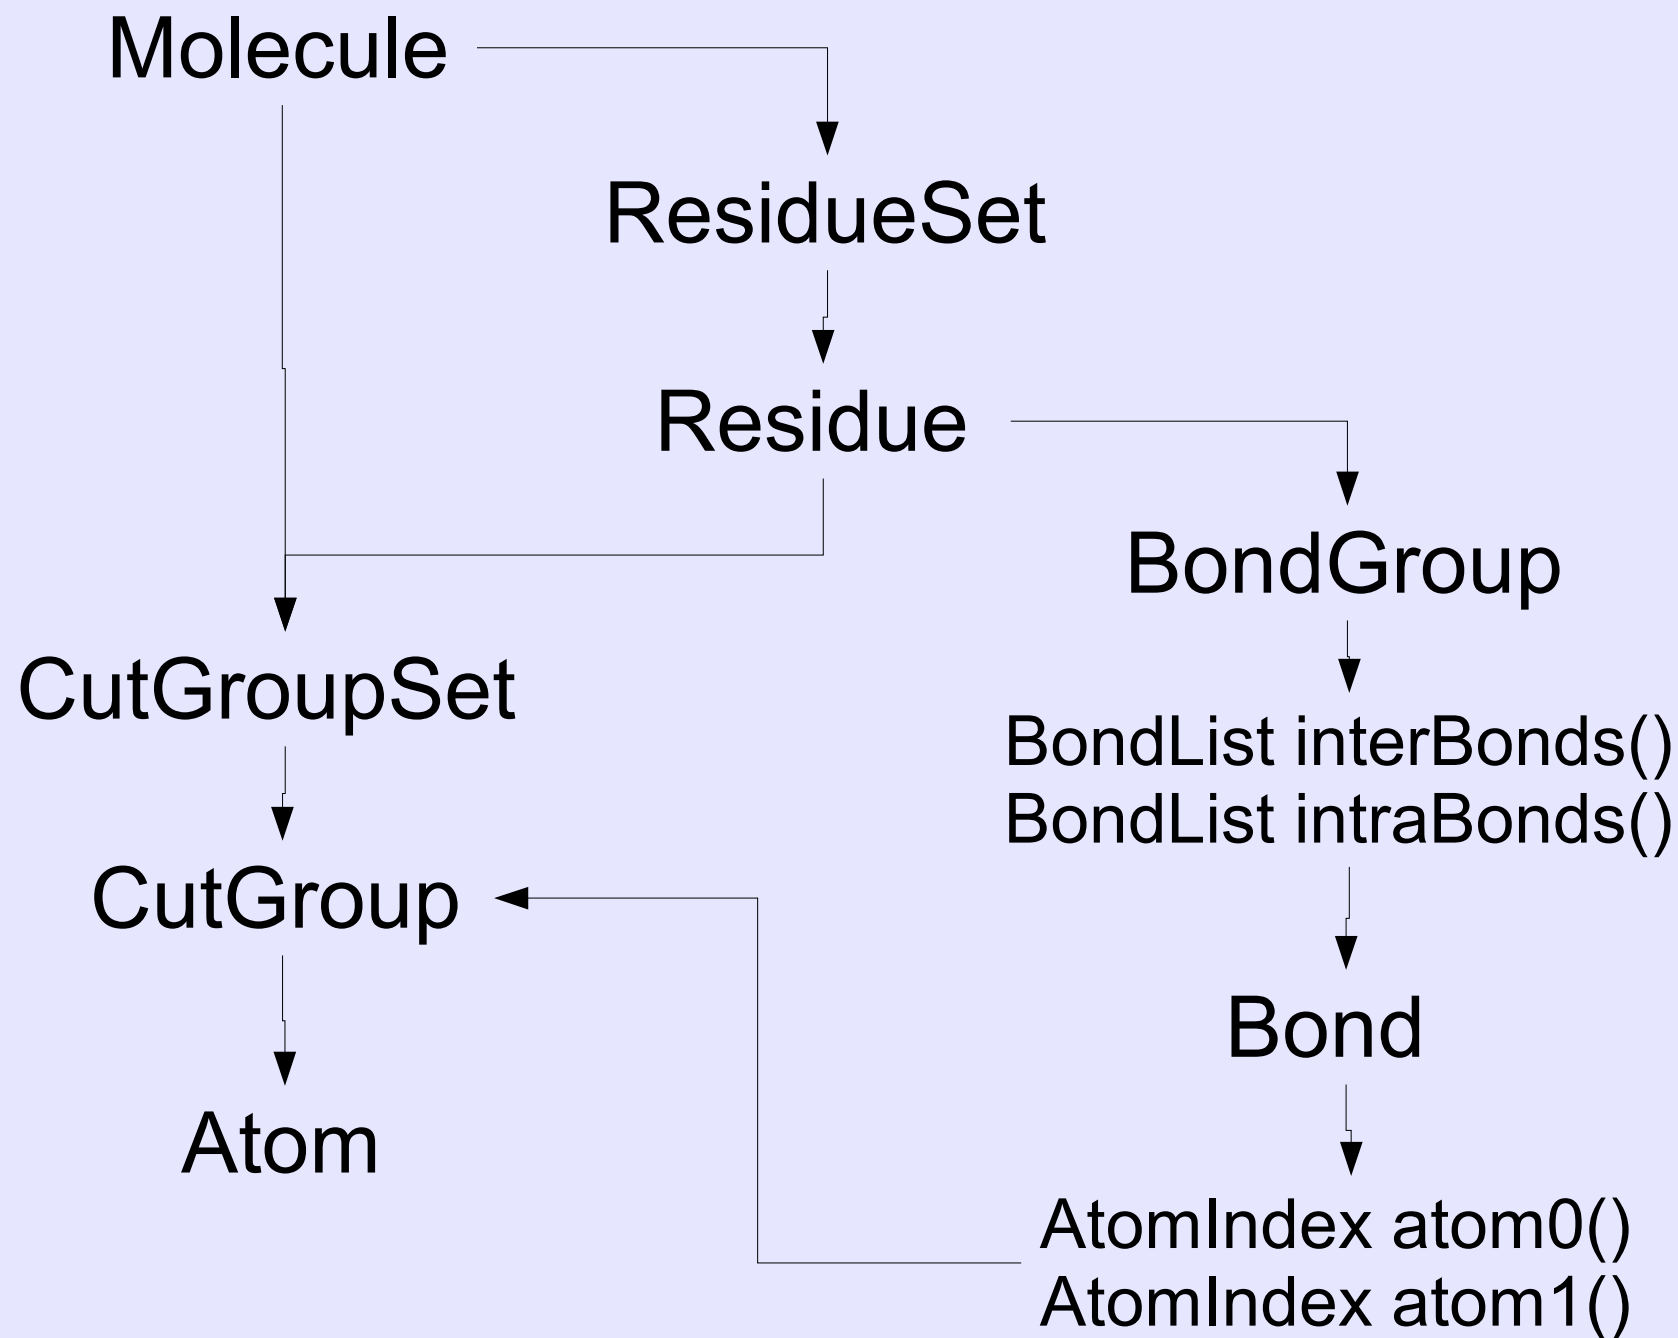 Molecule
ResidueSet
Residue
BondGroup
CutGroupSet
BondList interBonds()
BondList intraBonds()
CutGroup
Bond
Atom
AtomIndex atom0()
AtomIndex atom1()